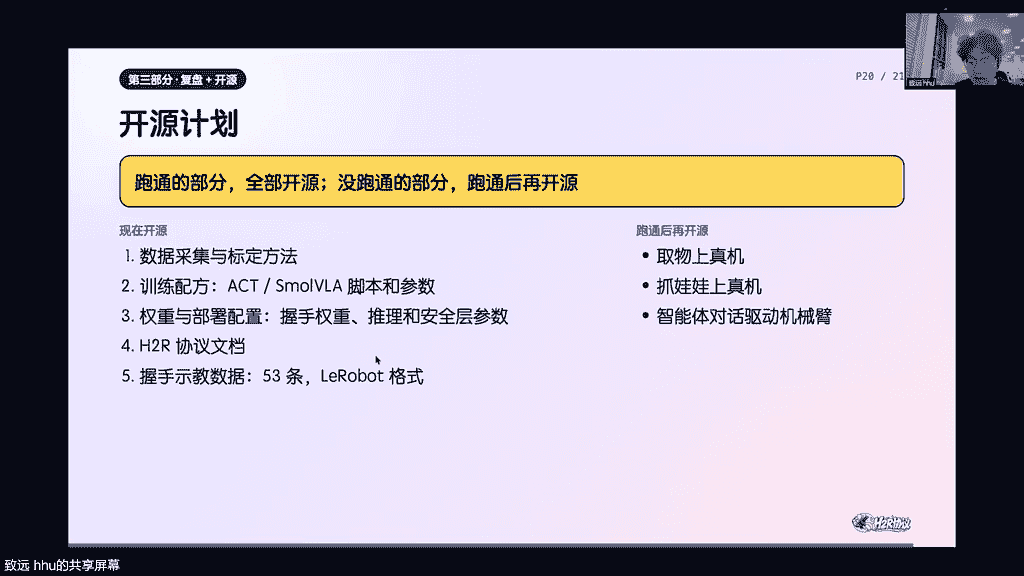 第三部分·复盘+开源
P20 / 21
致远 hhu
开源计划
跑通的部分，全部开源；没跑通的部分，跑通后再开源
现在开源
1. 数据采集与标定方法
2. 训练配方：ACT / SmolVLA 脚本和参数
3. 权重与部署配置：握手权重、推理和安全层参数
4. H2R 协议文档
5. 握手示教数据：53 条，LeRobot 格式
跑通后再开源
• 取物上真机
• 抓娃娃上真机
• 智能体对话驱动机械臂
致远 hhu的共享屏幕